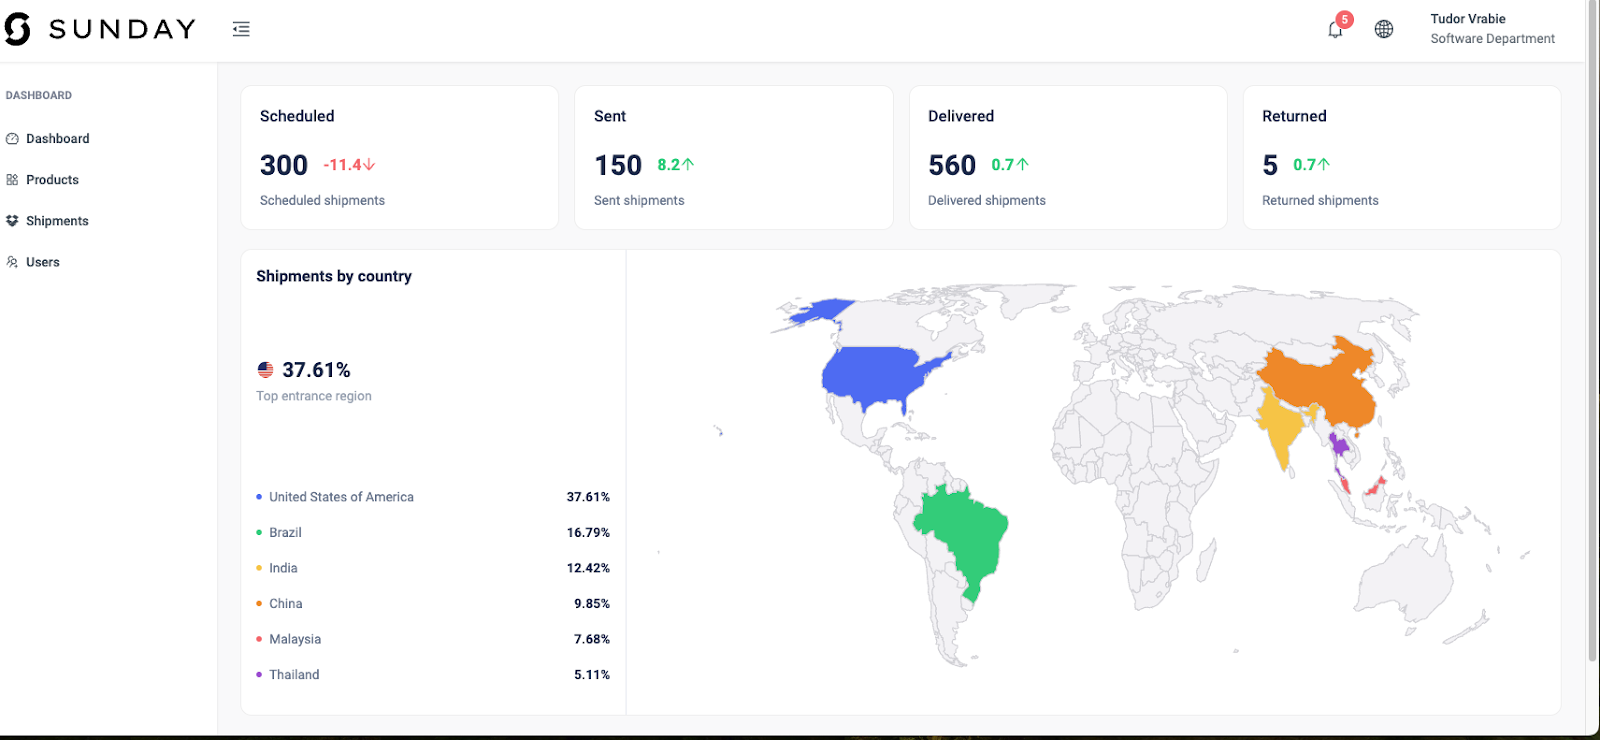 SUNDAY
5
Tudor Vrabie
Software Department
DASHBOARD
Dashboard
Products
Shipments
Users
Scheduled
300 -11.4↓
Scheduled shipments
Sent
150 8.2↑
Sent shipments
Delivered
560 0.7↑
Delivered shipments
Returned
5 0.7↑
Returned shipments
Shipments by country
37.61%
Top entrance region
United States of America 37.61%
Brazil 16.79%
India 12.42%
China 9.85%
Malaysia 7.68%
Thailand 5.11%